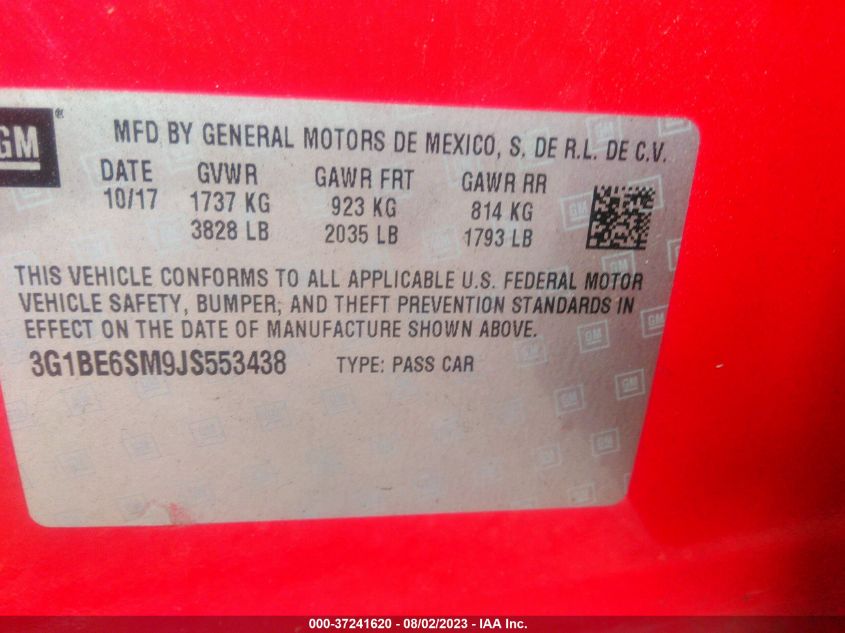 GM®
MFD BY GENERAL MOTORS DE MEXICO, S. DE R.L. DE C.V.
DATE GVWR GAWR FRT GAWR RR
10/17 1737 KG 923 KG 814 KG
3828 LB 2035 LB 1793 LB
THIS VEHICLE CONFORMS TO ALL APPLICABLE U.S. FEDERAL MOTOR
VEHICLE SAFETY, BUMPER, AND THEFT PREVENTION STANDARDS IN
EFFECT ON THE DATE OF MANUFACTURE SHOWN ABOVE.
3G1BE6SM9JS553438 TYPE: PASS CAR
000-37241620 - 08/02/2023 - IAA Inc.